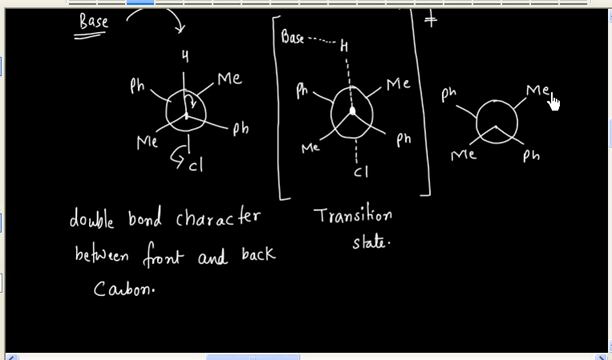 Base
H
Ph
Me
Me
Ph
Cl
Base
H
Ph
Me
Me
Ph
Cl
‡
Ph
Me
Me
Ph
double bond character
between front and back
Carbon.
Transition
state.